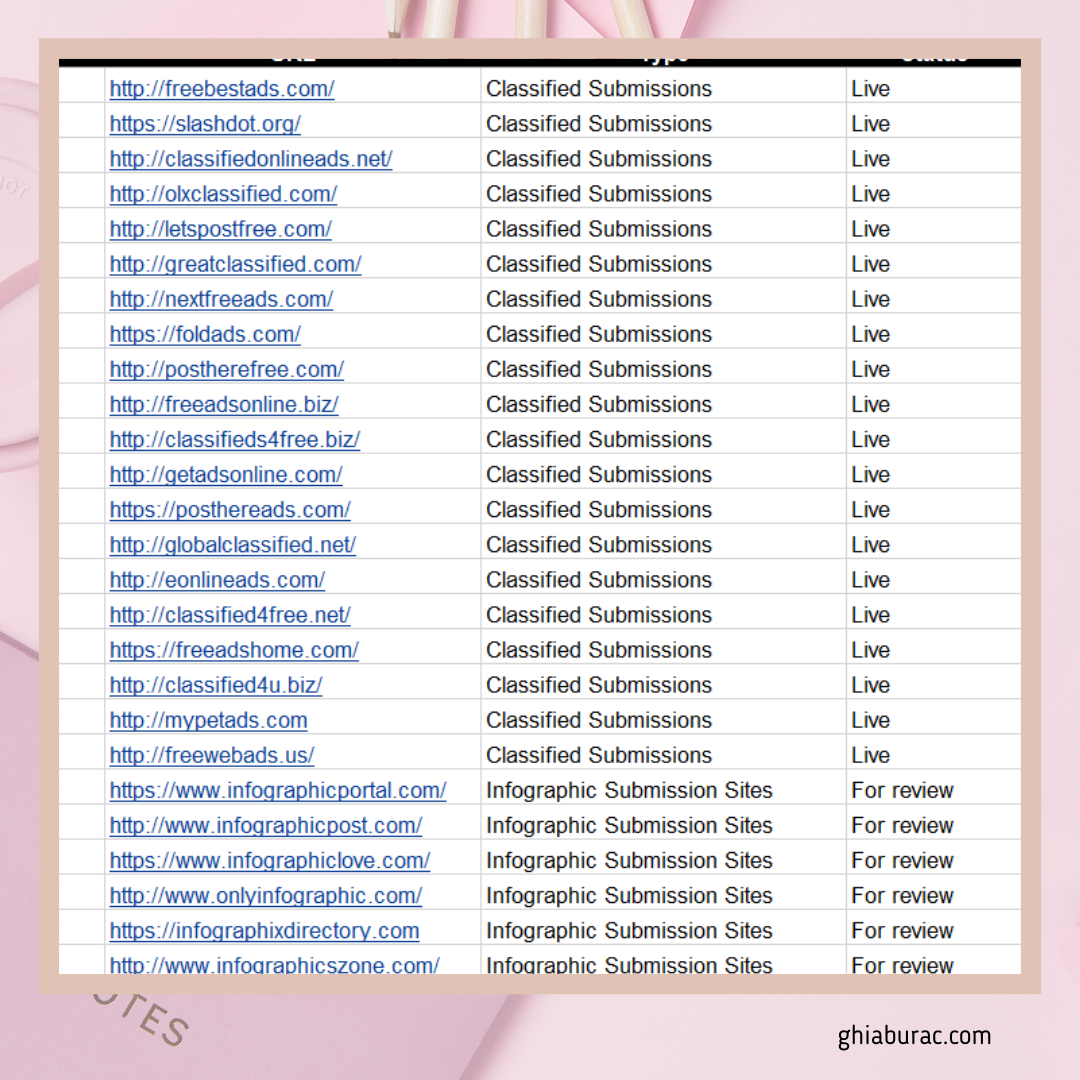 URL Type Status
http://freebestads.com/ Classified Submissions Live
https://slashdot.org/ Classified Submissions Live
http://classifiedonlineads.net/ Classified Submissions Live
http://olxclassified.com/ Classified Submissions Live
http://letspostfree.com/ Classified Submissions Live
http://greatclassified.com/ Classified Submissions Live
http://nextfreeads.com/ Classified Submissions Live
https://foldads.com/ Classified Submissions Live
http://postherefree.com/ Classified Submissions Live
http://freeadsonline.biz/ Classified Submissions Live
http://classifieds4free.biz/ Classified Submissions Live
http://getadsonline.com/ Classified Submissions Live
https://posthereads.com/ Classified Submissions Live
http://globalclassified.net/ Classified Submissions Live
http://eonlineads.com/ Classified Submissions Live
http://classified4free.net/ Classified Submissions Live
https://freeadshome.com/ Classified Submissions Live
http://classified4u.biz/ Classified Submissions Live
http://mypetads.com Classified Submissions Live
http://freewebads.us/ Classified Submissions Live
https://www.infographicportal.com/ Infographic Submission Sites For review
http://www.infographicpost.com/ Infographic Submission Sites For review
https://www.infographiclove.com/ Infographic Submission Sites For review
http://www.onlyinfographic.com/ Infographic Submission Sites For review
https://infographixdirectory.com Infographic Submission Sites For review
http://www.infographicszone.com/ Infographic Submission Sites For review
ghiaburac.com